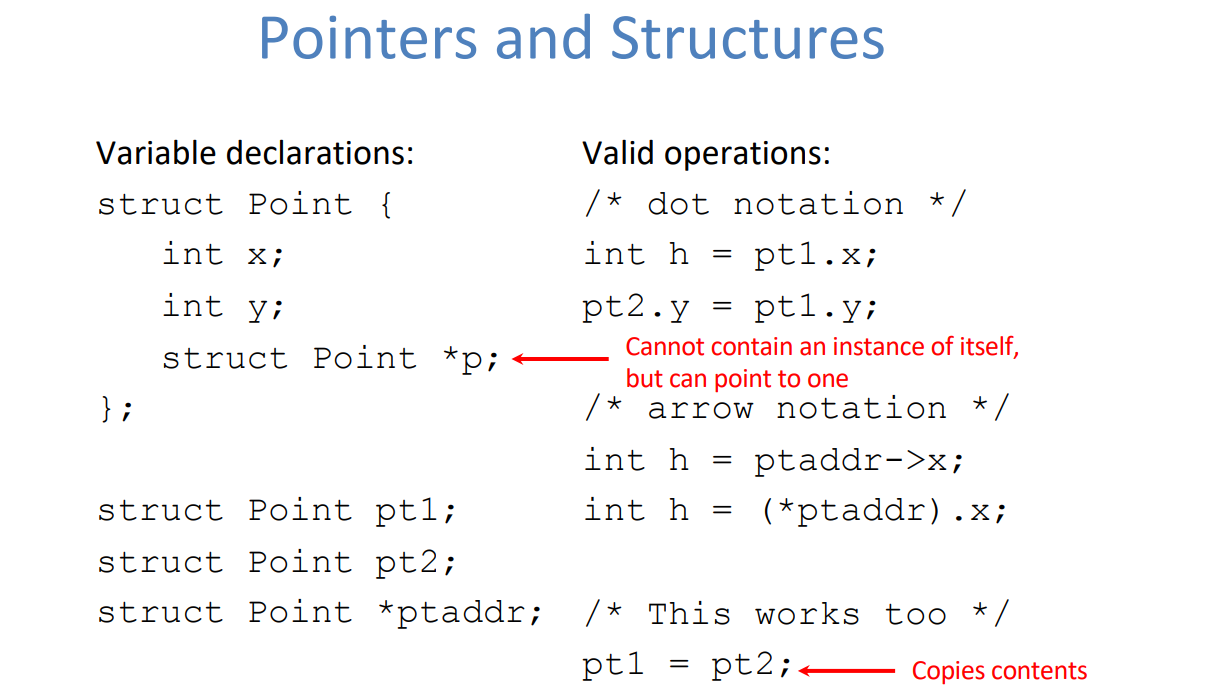 Pointers and Structures
Variable declarations:
struct Point {
int x;
int y;
struct Point *p;
};
struct Point pt1;
struct Point pt2;
struct Point *ptaddr;
Valid operations:
/* dot notation */
int h = pt1.x;
pt2.y = pt1.y;
Cannot contain an instance of itself,
but can point to one
/* arrow notation */
int h = ptaddr->x;
int h = (*ptaddr).x;
/* This works too */
pt1 = pt2;
Copies contents